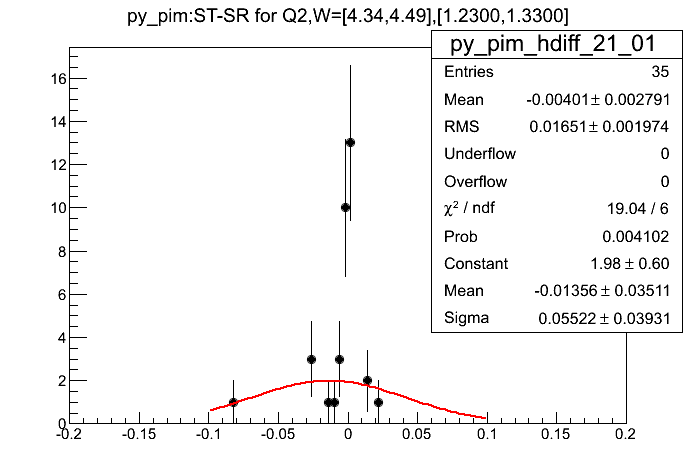 py_pim:ST-SR for Q2,W=[4.34,4.49],[1.2300,1.3300]
py_pim_hdiff_21_01
Entries 35
Mean -0.00401± 0.002791
RMS 0.01651± 0.001974
Underflow 0
Overflow 0
χ² / ndf 19.04 / 6
Prob 0.004102
Constant 1.98 ± 0.60
Mean -0.01356 ± 0.03511
Sigma 0.05522 ± 0.03931
16
14
12
10
8
6
4
2
0
-0.2 -0.15 -0.1 -0.05 0 0.05 0.1 0.15 0.2